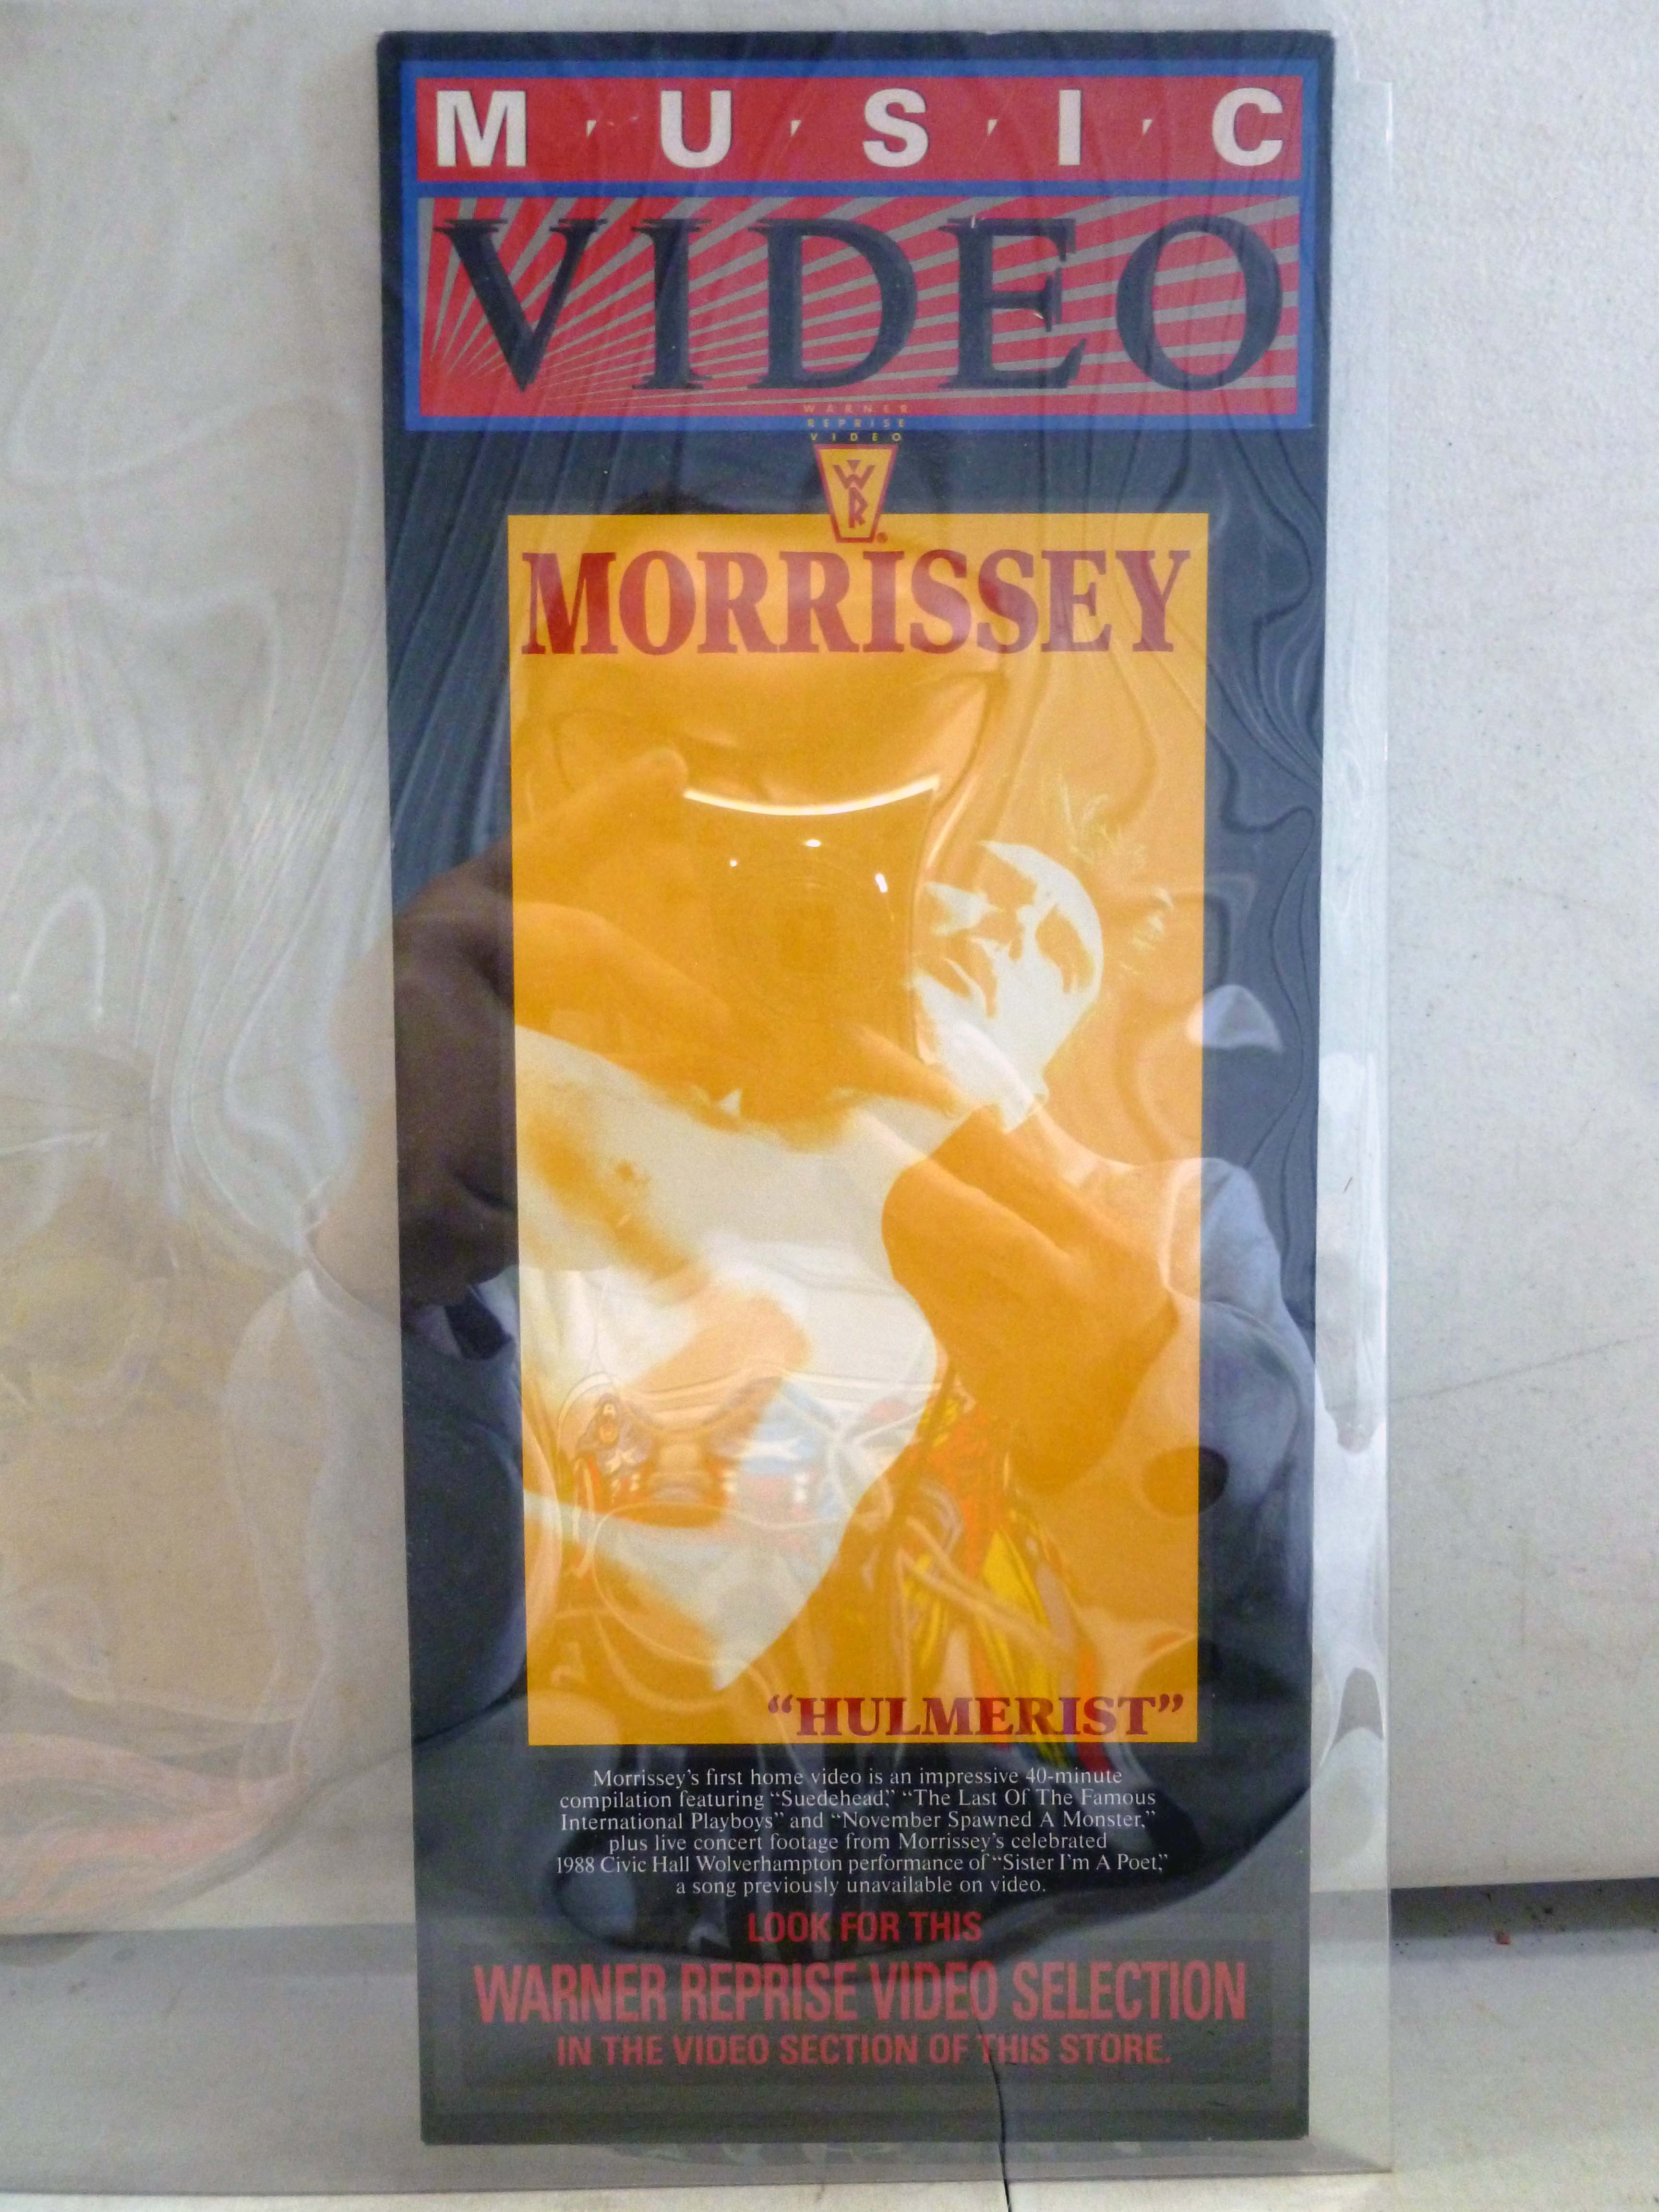 M·U·S·I·C
VIDEO
WARNER
REPRISE
VIDEO
WR®
MORRISSEY
“HULMERIST”
Morrissey’s first home video is an impressive 40-minute
compilation featuring “Suedehead,” “The Last Of The Famous
International Playboys” and “November Spawned A Monster,”
plus live concert footage from Morrissey’s celebrated
1988 Civic Hall Wolverhampton performance of “Sister I’m A Poet,”
a song previously unavailable on video.
LOOK FOR THIS
WARNER REPRISE VIDEO SELECTION
IN THE VIDEO SECTION OF THIS STORE.